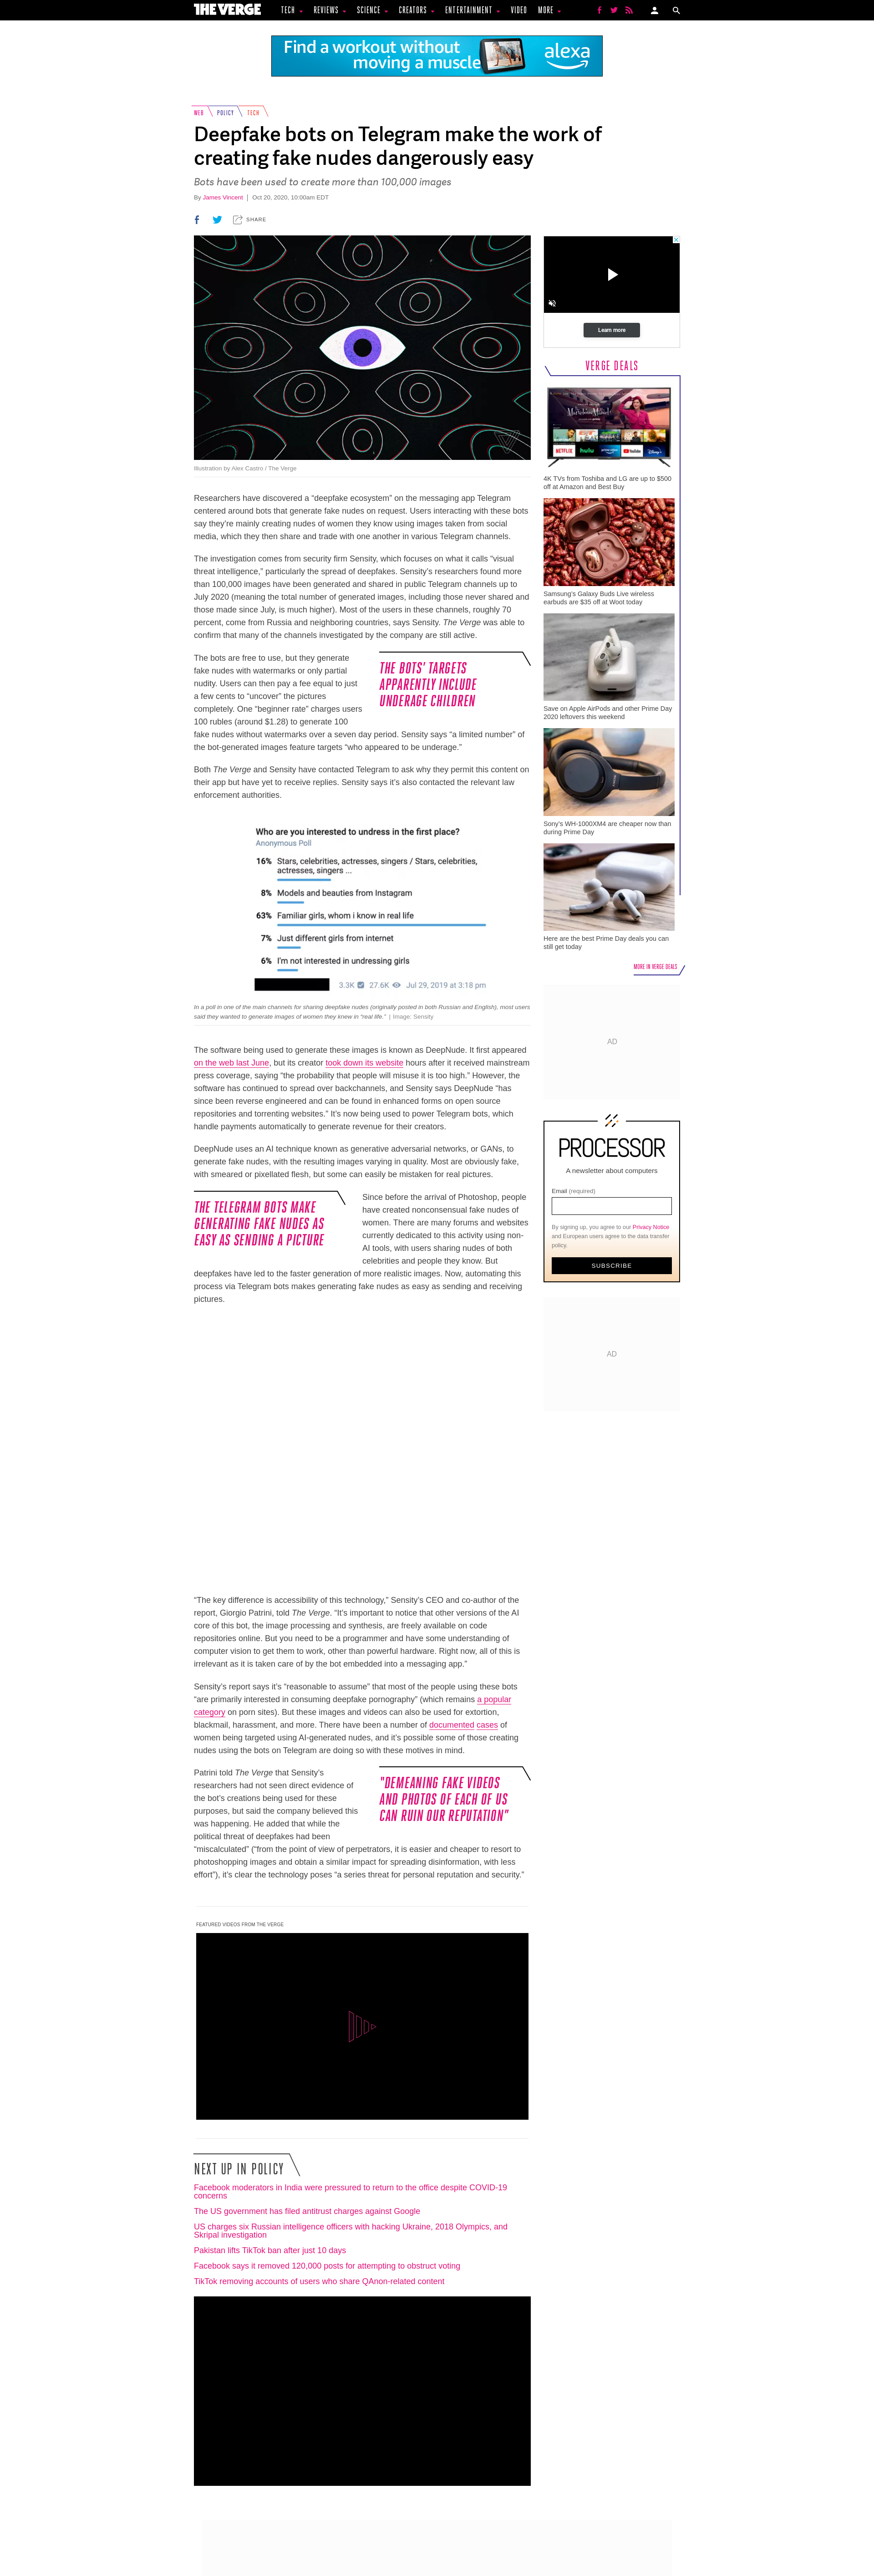 THE VERGE
TECH REVIEWS SCIENCE CREATORS ENTERTAINMENT VIDEO MORE
Find a workout without
moving a muscle
alexa
WEB POLICY TECH
Deepfake bots on Telegram make the work of
creating fake nudes dangerously easy
Bots have been used to create more than 100,000 images
By James Vincent | Oct 20, 2020, 10:00am EDT
SHARE
Illustration by Alex Castro / The Verge
Researchers have discovered a “deepfake ecosystem” on the messaging app Telegram
centered around bots that generate fake nudes on request. Users interacting with these bots
say they’re mainly creating nudes of women they know using images taken from social
media, which they then share and trade with one another in various Telegram channels.
The investigation comes from security firm Sensity, which focuses on what it calls “visual
threat intelligence,” particularly the spread of deepfakes. Sensity’s researchers found more
than 100,000 images have been generated and shared in public Telegram channels up to
July 2020 (meaning the total number of generated images, including those never shared and
those made since July, is much higher). Most of the users in these channels, roughly 70
percent, come from Russia and neighboring countries, says Sensity. The Verge was able to
confirm that many of the channels investigated by the company are still active.
THE BOTS’ TARGETS
APPARENTLY INCLUDE
UNDERAGE CHILDREN
The bots are free to use, but they generate
fake nudes with watermarks or only partial
nudity. Users can then pay a fee equal to just
a few cents to “uncover” the pictures
completely. One “beginner rate” charges users
100 rubles (around $1.28) to generate 100
fake nudes without watermarks over a seven day period. Sensity says “a limited number” of
the bot-generated images feature targets “who appeared to be underage.”
Both The Verge and Sensity have contacted Telegram to ask why they permit this content on
their app but have yet to receive replies. Sensity says it’s also contacted the relevant law
enforcement authorities.
Who are you interested to undress in the first place?
Anonymous Poll
16% Stars, celebrities, actresses, singers / Stars, celebrities,
actresses, singers ...
8% Models and beauties from Instagram
63% Familiar girls, whom i know in real life
7% Just different girls from internet
6% I'm not interested in undressing girls
3.3K 27.6K Jul 29, 2019 at 3:18 pm
In a poll in one of the main channels for sharing deepfake nudes (originally posted in both Russian and English), most users
said they wanted to generate images of women they knew in “real life.” | Image: Sensity
The software being used to generate these images is known as DeepNude. It first appeared
on the web last June, but its creator took down its website hours after it received mainstream
press coverage, saying “the probability that people will misuse it is too high.” However, the
software has continued to spread over backchannels, and Sensity says DeepNude “has
since been reverse engineered and can be found in enhanced forms on open source
repositories and torrenting websites.” It’s now being used to power Telegram bots, which
handle payments automatically to generate revenue for their creators.
DeepNude uses an AI technique known as generative adversarial networks, or GANs, to
generate fake nudes, with the resulting images varying in quality. Most are obviously fake,
with smeared or pixellated flesh, but some can easily be mistaken for real pictures.
THE TELEGRAM BOTS MAKE
GENERATING FAKE NUDES AS
EASY AS SENDING A PICTURE
Since before the arrival of Photoshop, people
have created nonconsensual fake nudes of
women. There are many forums and websites
currently dedicated to this activity using non-
AI tools, with users sharing nudes of both
celebrities and people they know. But
deepfakes have led to the faster generation of more realistic images. Now, automating this
process via Telegram bots makes generating fake nudes as easy as sending and receiving
pictures.
“The key difference is accessibility of this technology,” Sensity’s CEO and co-author of the
report, Giorgio Patrini, told The Verge. “It’s important to notice that other versions of the AI
core of this bot, the image processing and synthesis, are freely available on code
repositories online. But you need to be a programmer and have some understanding of
computer vision to get them to work, other than powerful hardware. Right now, all of this is
irrelevant as it is taken care of by the bot embedded into a messaging app.”
Sensity’s report says it’s “reasonable to assume” that most of the people using these bots
“are primarily interested in consuming deepfake pornography” (which remains a popular
category on porn sites). But these images and videos can also be used for extortion,
blackmail, harassment, and more. There have been a number of documented cases of
women being targeted using AI-generated nudes, and it’s possible some of those creating
nudes using the bots on Telegram are doing so with these motives in mind.
"DEMEANING FAKE VIDEOS
AND PHOTOS OF EACH OF US
CAN RUIN OUR REPUTATION"
Patrini told The Verge that Sensity’s
researchers had not seen direct evidence of
the bot’s creations being used for these
purposes, but said the company believed this
was happening. He added that while the
political threat of deepfakes had been
“miscalculated” (“from the point of view of perpetrators, it is easier and cheaper to resort to
photoshopping images and obtain a similar impact for spreading disinformation, with less
effort”), it’s clear the technology poses “a series threat for personal reputation and security.”
FEATURED VIDEOS FROM THE VERGE
NEXT UP IN POLICY
Facebook moderators in India were pressured to return to the office despite COVID-19
concerns
The US government has filed antitrust charges against Google
US charges six Russian intelligence officers with hacking Ukraine, 2018 Olympics, and
Skripal investigation
Pakistan lifts TikTok ban after just 10 days
Facebook says it removed 120,000 posts for attempting to obstruct voting
TikTok removing accounts of users who share QAnon-related content
Learn more
VERGE DEALS
NETFLIX hulu YouTube Disney+
4K TVs from Toshiba and LG are up to $500
off at Amazon and Best Buy
Samsung’s Galaxy Buds Live wireless
earbuds are $35 off at Woot today
Save on Apple AirPods and other Prime Day
2020 leftovers this weekend
Sony’s WH-1000XM4 are cheaper now than
during Prime Day
Here are the best Prime Day deals you can
still get today
MORE IN VERGE DEALS
AD
PROCESSOR
A newsletter about computers
Email (required)
By signing up, you agree to our Privacy Notice
and European users agree to the data transfer
policy.
SUBSCRIBE
AD